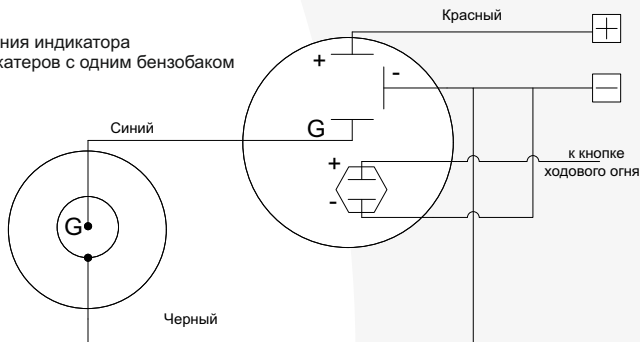 Красный
ния индикатора
катеров с одним бензобаком
+
-
+
−
Синий
G
+
-
к кнопке
ходового огня
G
Черный